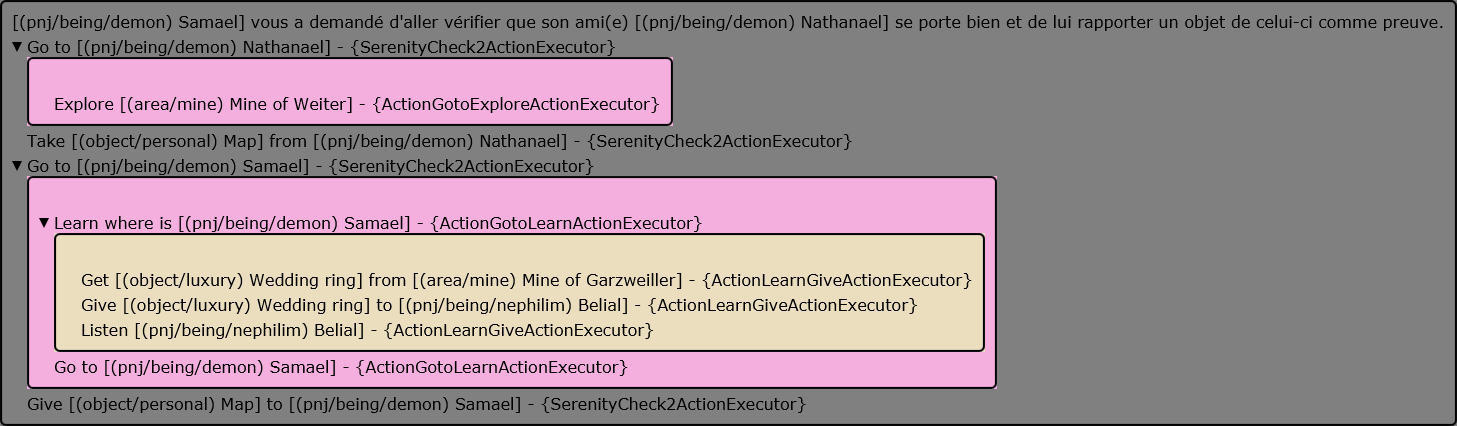 [(pnj/being/demon) Samael] vous a demandé d'aller vérifier que son ami(e) [(pnj/being/demon) Nathanael] se porte bien et de lui rapporter un objet de celui-ci comme preuve.
▼ Go to [(pnj/being/demon) Nathanael] - {SerenityCheck2ActionExecutor}
Explore [(area/mine) Mine of Weiter] - {ActionGotoExploreActionExecutor}
Take [(object/personal) Map] from [(pnj/being/demon) Nathanael] - {SerenityCheck2ActionExecutor}
▼ Go to [(pnj/being/demon) Samael] - {SerenityCheck2ActionExecutor}
▼ Learn where is [(pnj/being/demon) Samael] - {ActionGotoLearnActionExecutor}
Get [(object/luxury) Wedding ring] from [(area/mine) Mine of Garzweiller] - {ActionLearnGiveActionExecutor}
Give [(object/luxury) Wedding ring] to [(pnj/being/nephilim) Belial] - {ActionLearnGiveActionExecutor}
Listen [(pnj/being/nephilim) Belial] - {ActionLearnGiveActionExecutor}
Go to [(pnj/being/demon) Samael] - {ActionGotoLearnActionExecutor}
Give [(object/personal) Map] to [(pnj/being/demon) Samael] - {SerenityCheck2ActionExecutor}